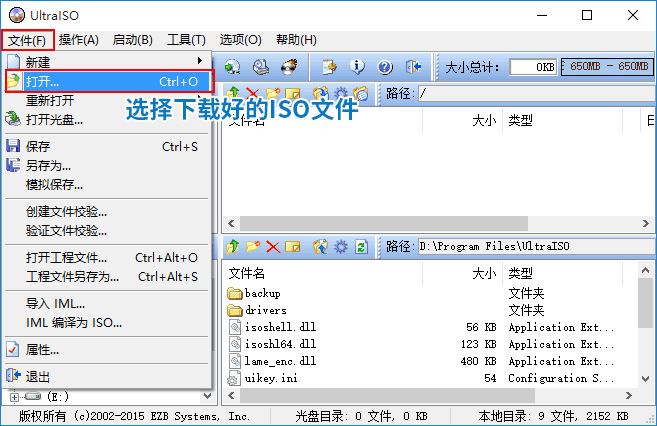 UltraISO
文件(F) 操作(A) 启动(B) 工具(T) 选项(O) 帮助(H)
新建
大小总计: 0KB 650MB - 650MB
打开... Ctrl+O
重新打开
路径: /
选择下载好的ISO文件
打开光盘...
文件名 大小 类型
保存 Ctrl+S
另存为...
模拟保存...
创建文件校验...
验证文件校验...
路径: D:\Program Files\UltraISO
打开工程文件... Ctrl+Alt+O
工程文件另存为... Ctrl+Alt+S
文件名 大小 类型
backup 文件夹
导入 IML...
drivers 文件夹
IML 编译为 ISO...
isoshell.dll 56 KB Application Ext...
isoshl64.dll 123 KB Application Ext...
属性...
lame_enc.dll 480 KB Application Ext...
退出
uikey.ini 54 Configuration S...
(E:)
版权所有 (c)2002-2015 EZB Systems, Inc. 光盘目录: 0 文件, 0 KB 本地目录: 9 文件, 2152 KB